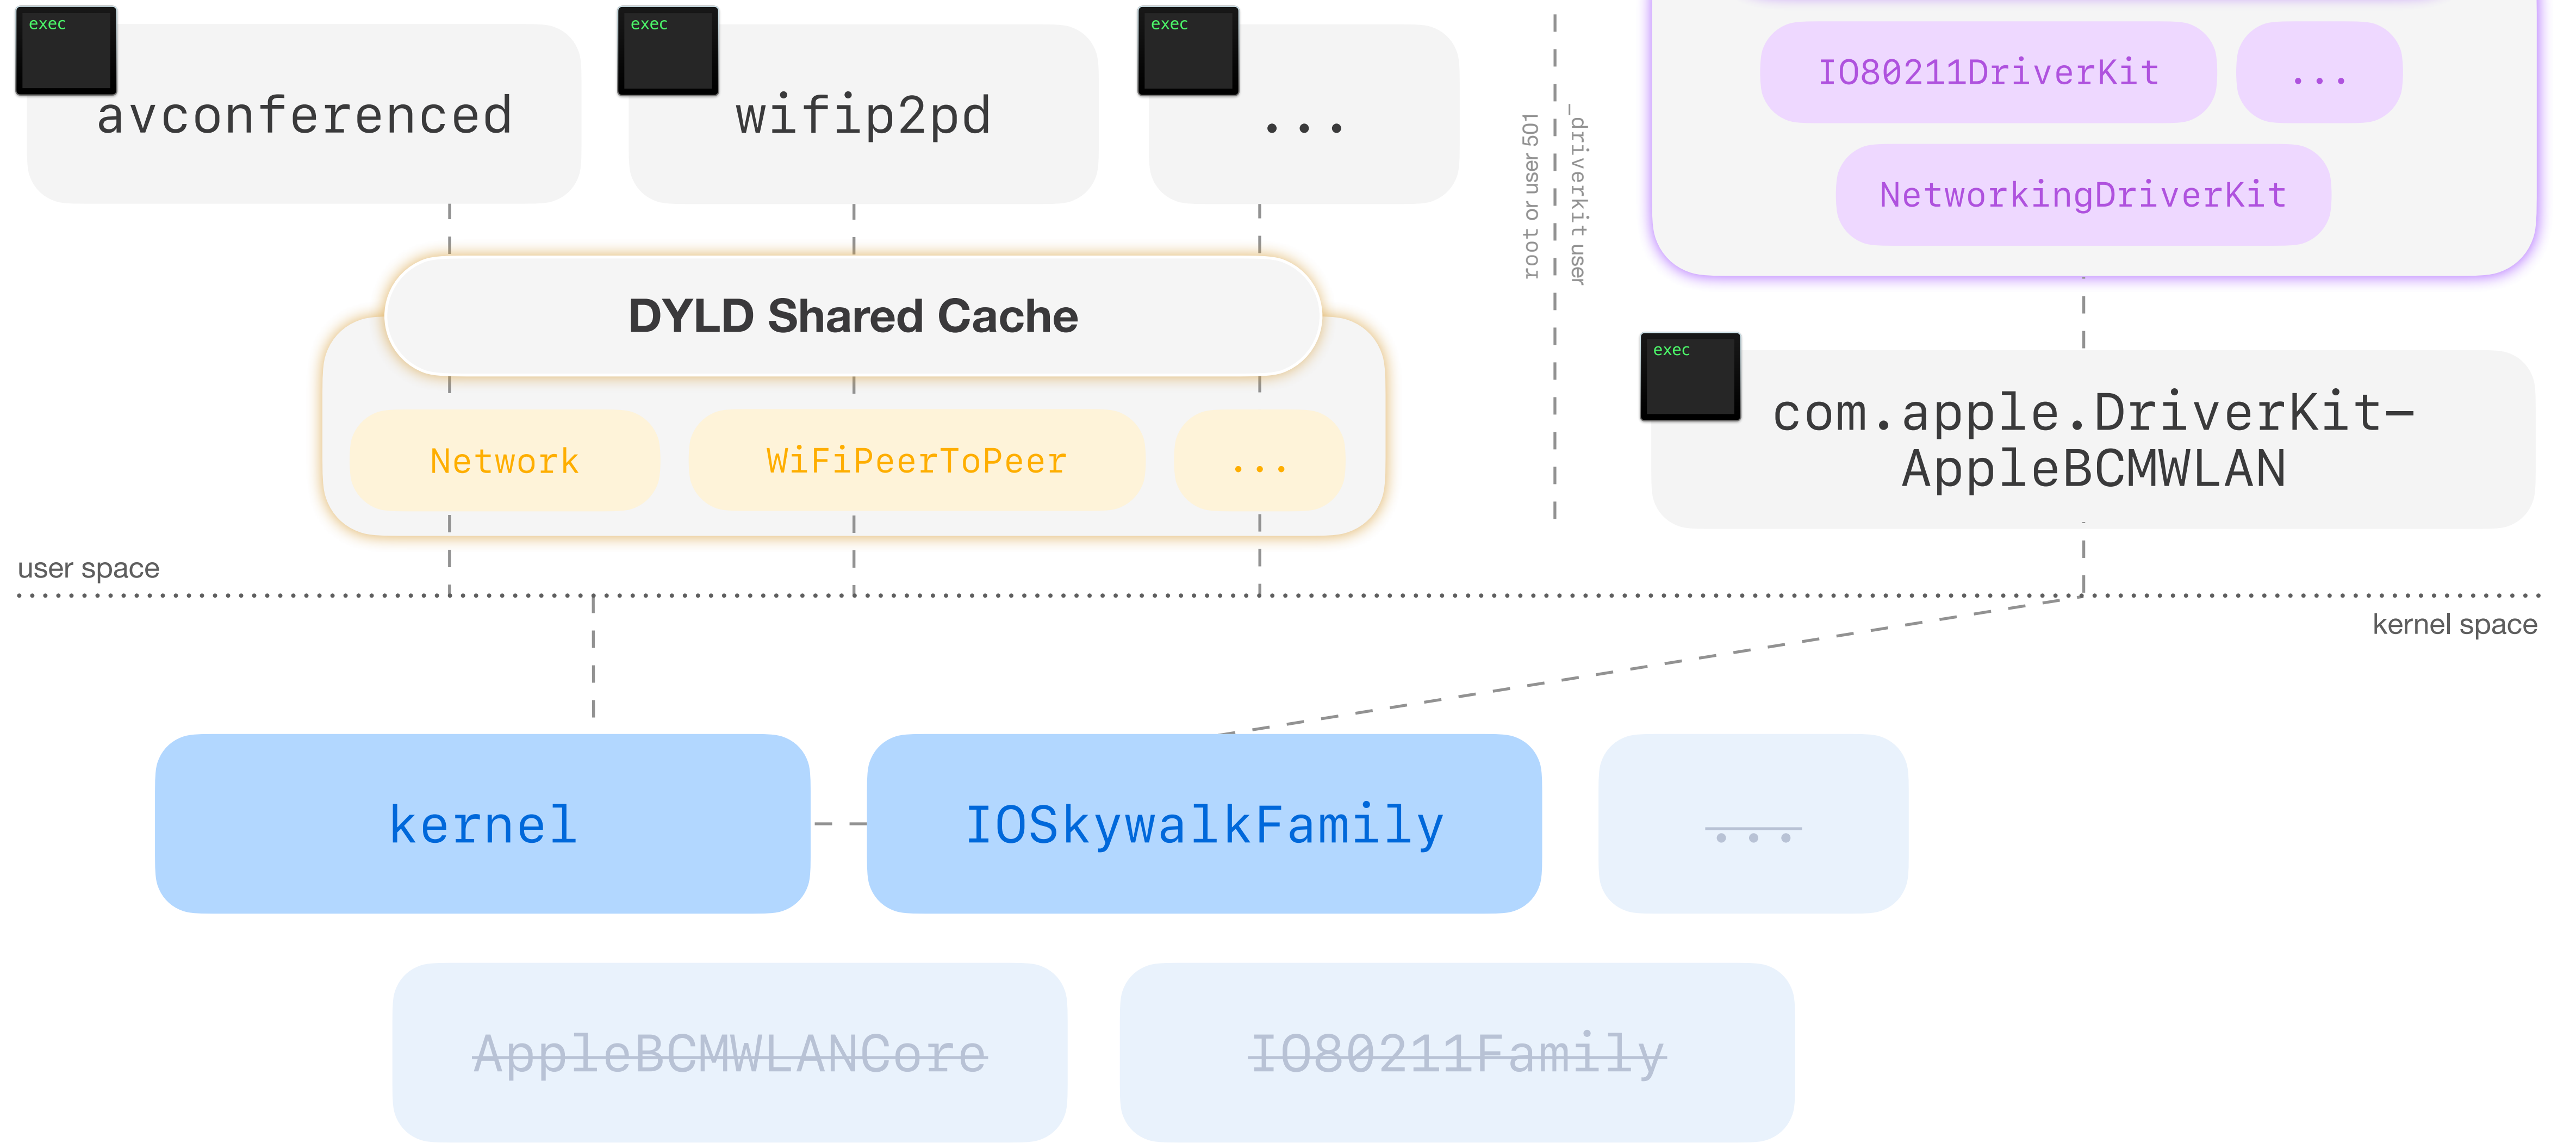 exec
avconferenced
exec
wifip2pd
exec
...
DYLD Shared Cache
Network
WiFiPeerToPeer
...
root or user 501
_driverkit user
IO80211DriverKit
...
NetworkingDriverKit
exec
com.apple.DriverKit-
AppleBCMWLAN
user space
kernel space
kernel
IOSkywalkFamily
...
AppleBCMWLANCore
IO80211Family